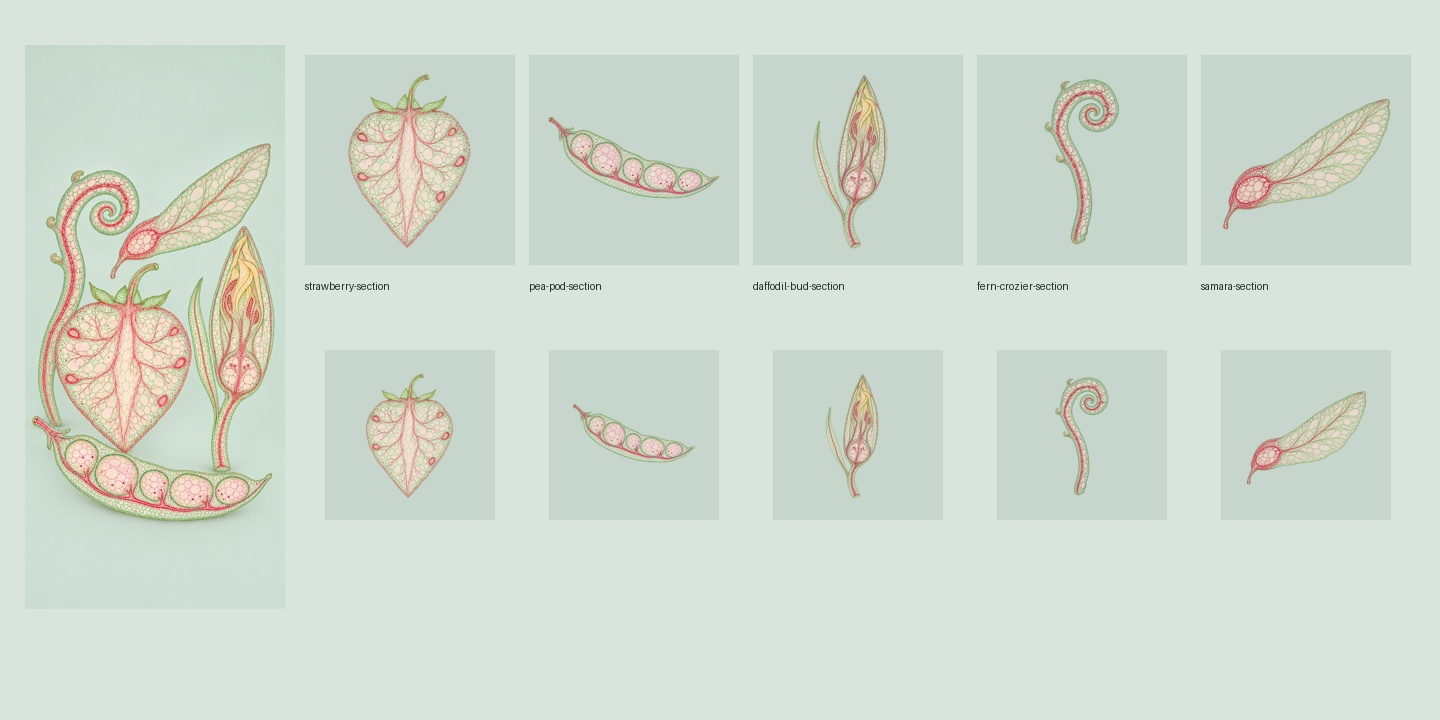 strawberry-section
pea-pod-section
daffodil-bud-section
fern-crozier-section
samara-section